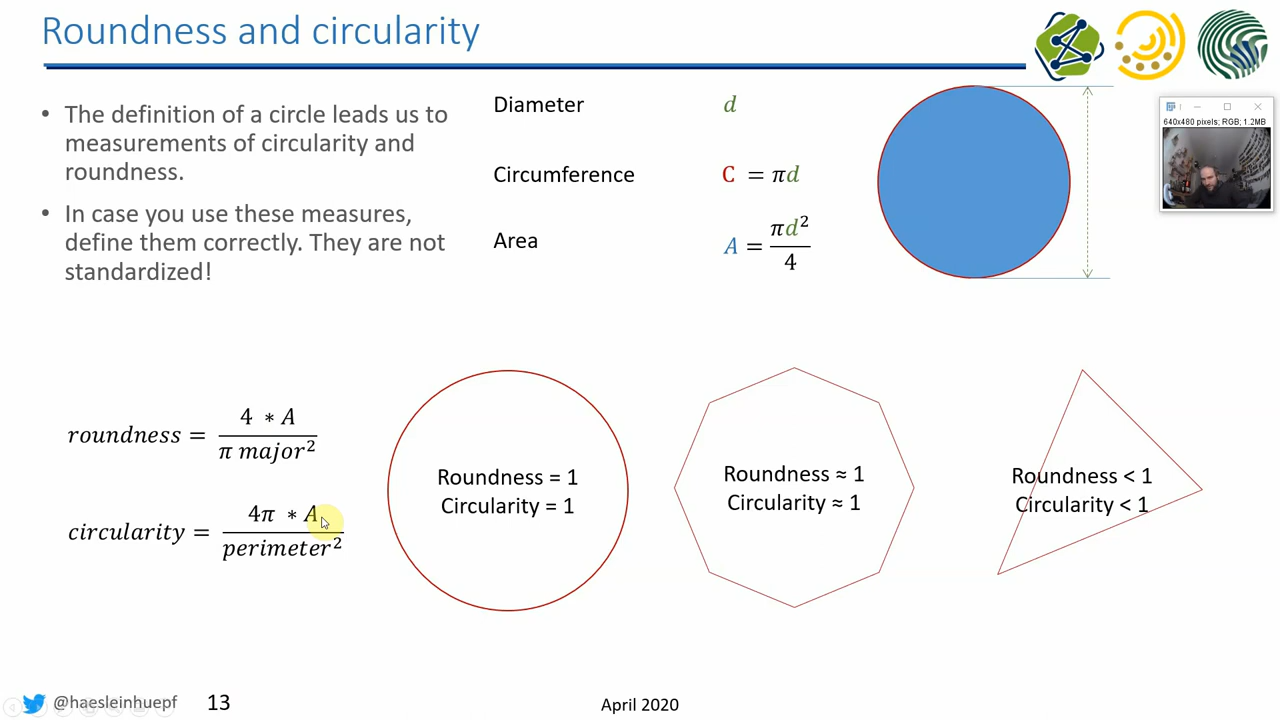 Roundness and circularity
• The definition of a circle leads us to
measurements of circularity and
roundness.
• In case you use these measures,
define them correctly. They are not
standardized!
Diameter d
Circumference C = πd
Area A = πd²/4
640x480 pixels; RGB; 1.2MB
roundness = 4 * A / π major²
circularity = 4π * A / perimeter²
Roundness = 1
Circularity = 1
Roundness ≈ 1
Circularity ≈ 1
Roundness < 1
Circularity < 1
@haesleinhuepf 13 April 2020